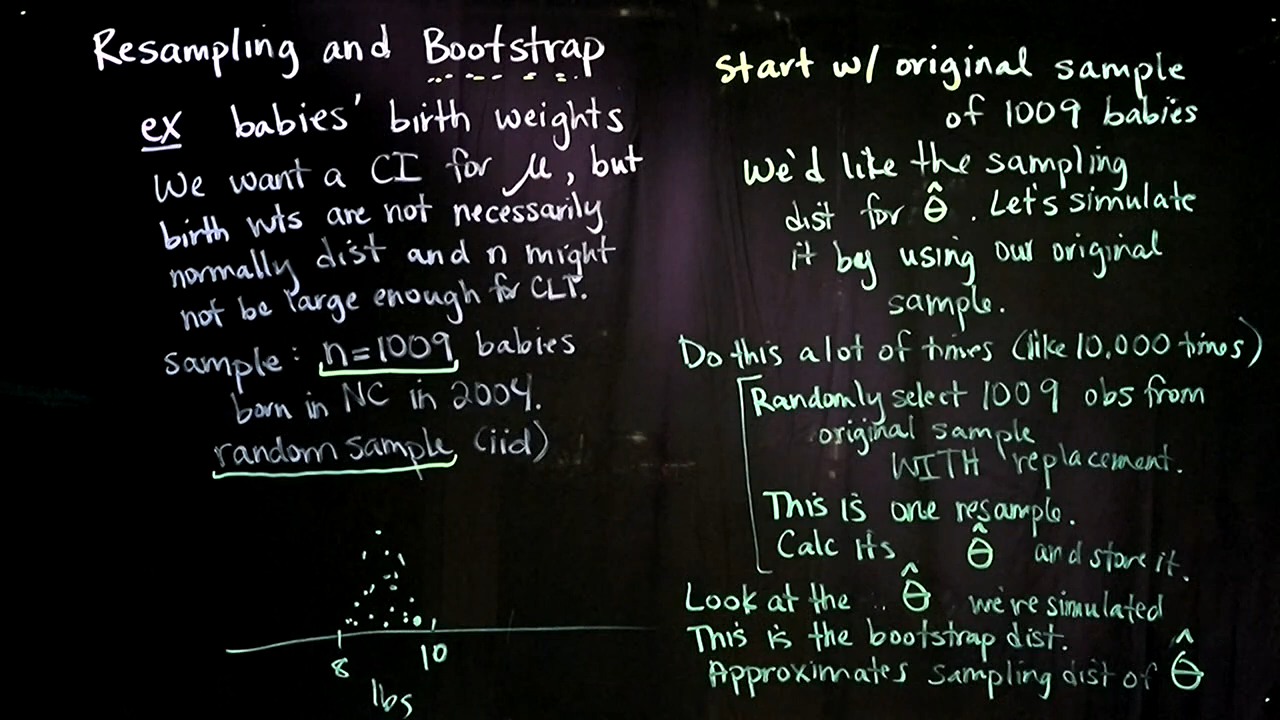 Resampling and Bootstrap
ex babies' birth weights
We want a CI for μ, but
birth wts are not necessarily
normally dist and n might
not be large enough for CLT.
sample: n=1009 babies
born in NC in 2004.
random sample (iid)
8 10
lbs
start w/ original sample
of 1009 babies
We'd like the sampling
dist for θ̂. Let's simulate
it by using our original
sample.
Do this a lot of times (like 10,000 times)
Randomly select 1009 obs from
original sample
WITH replacement.
This is one resample.
Calc its θ̂ and store it.
Look at the θ̂ we're simulated
This is the bootstrap dist.
Approximates sampling dist of θ̂